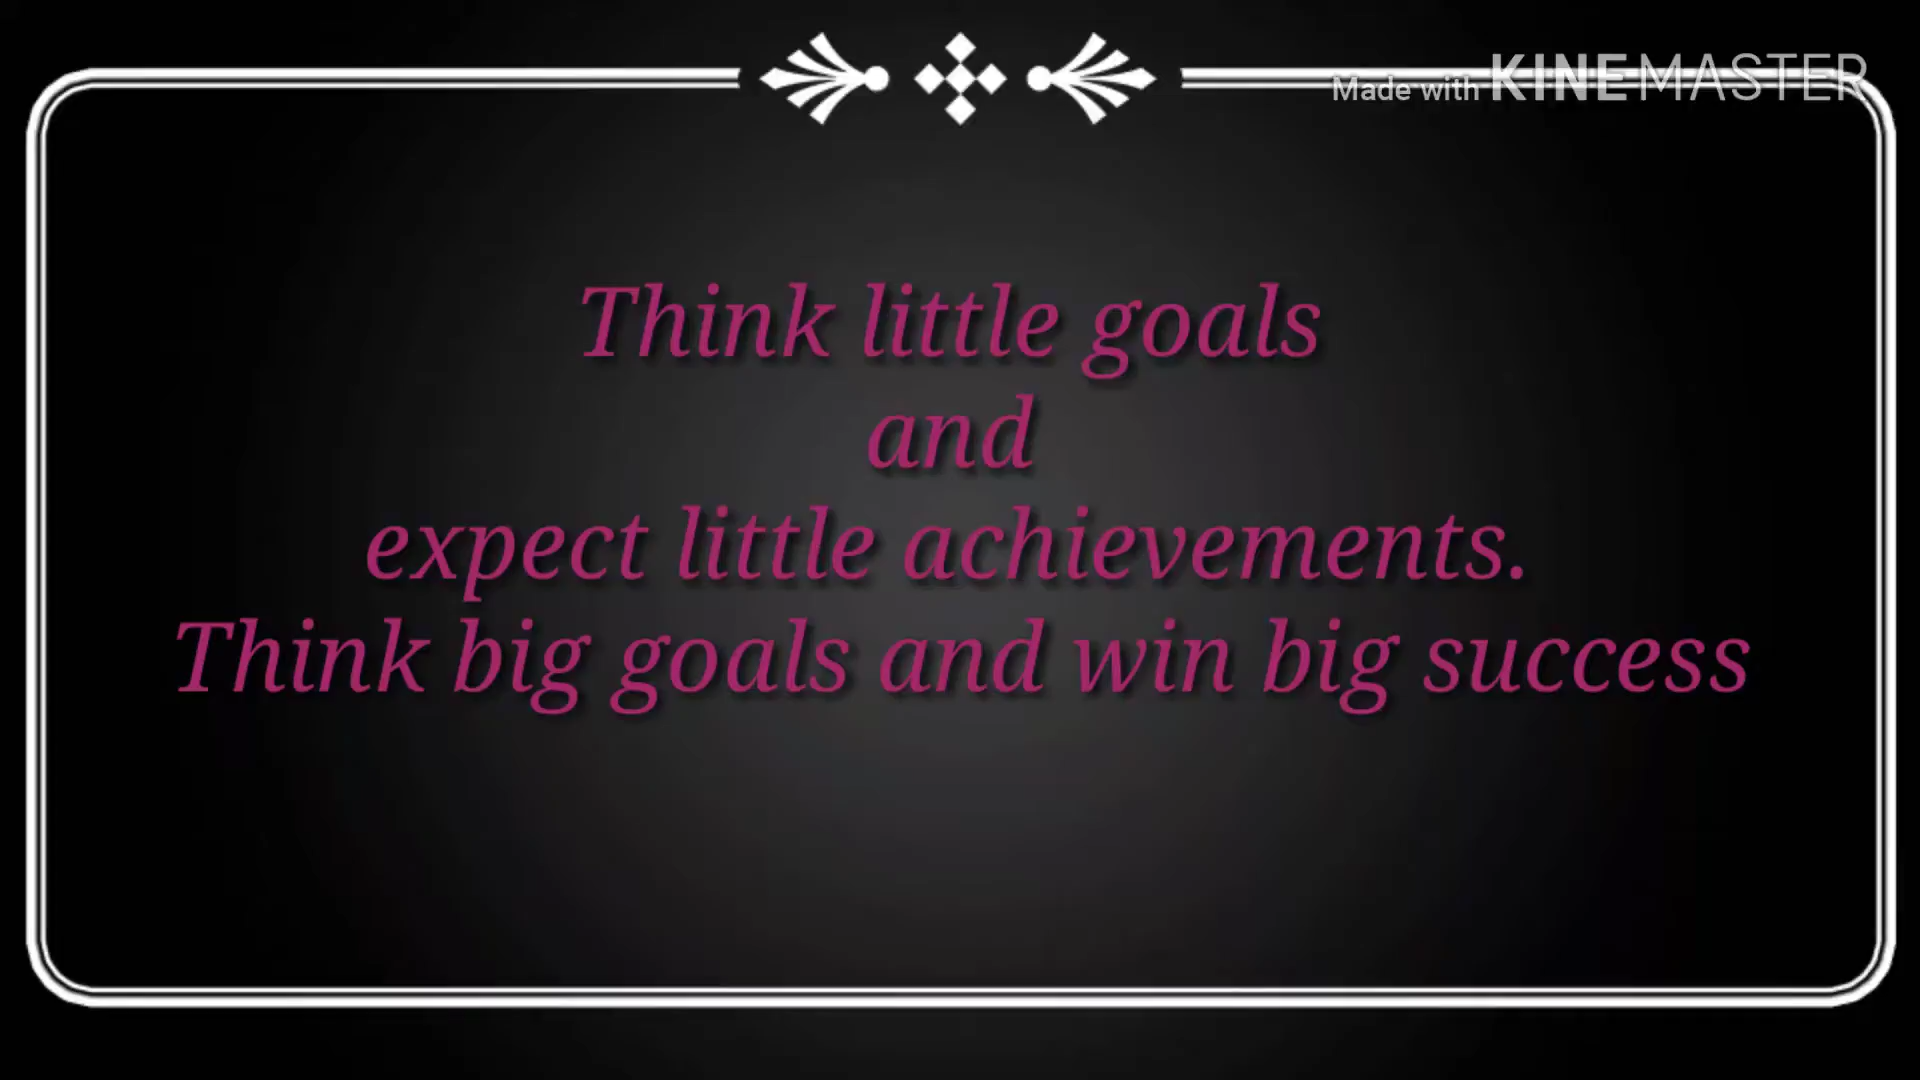 Made with KINEMASTER
Think little goals
and
expect little achievements.
Think big goals and win big success